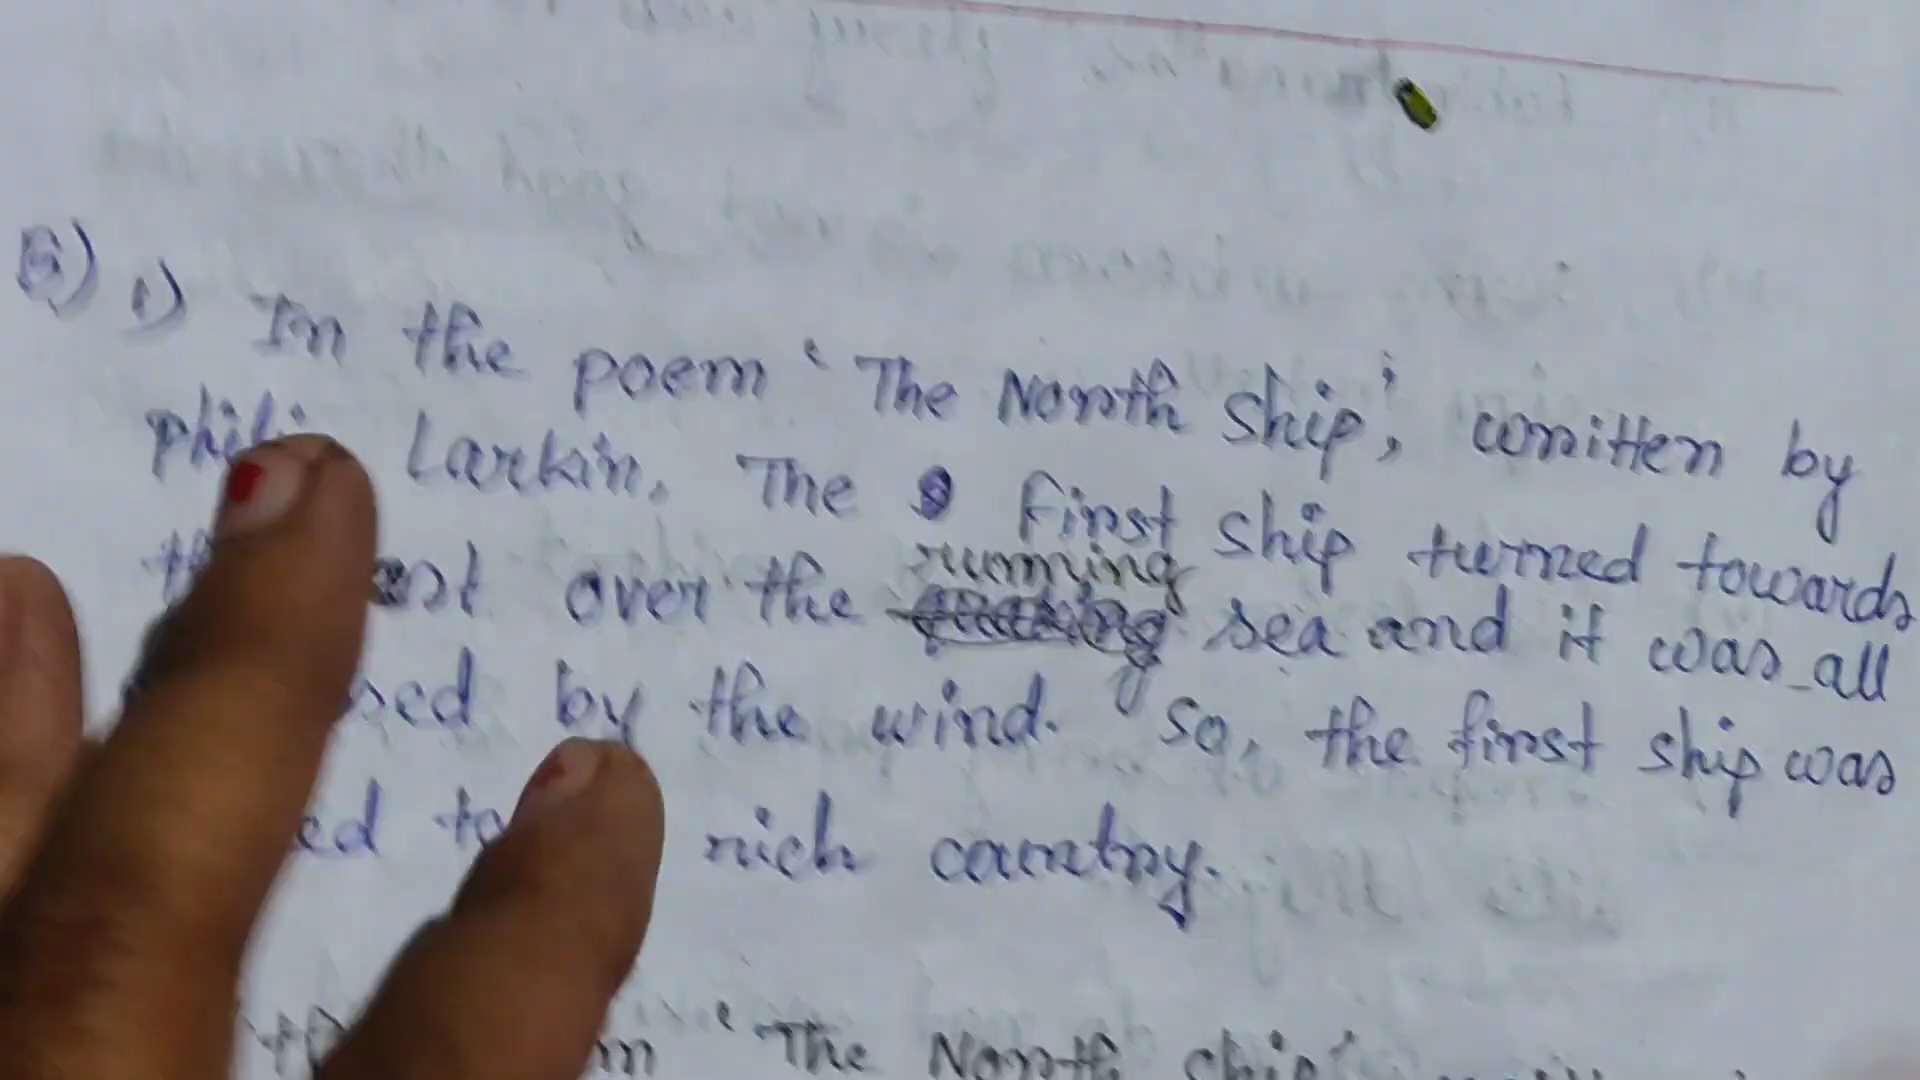 B) 1) In the poem 'The North Ship', written by
Larkin. The first ship turned towards
over the running sea and it was all
by the wind. So, the first ship was
rich country.
'The North Ship'